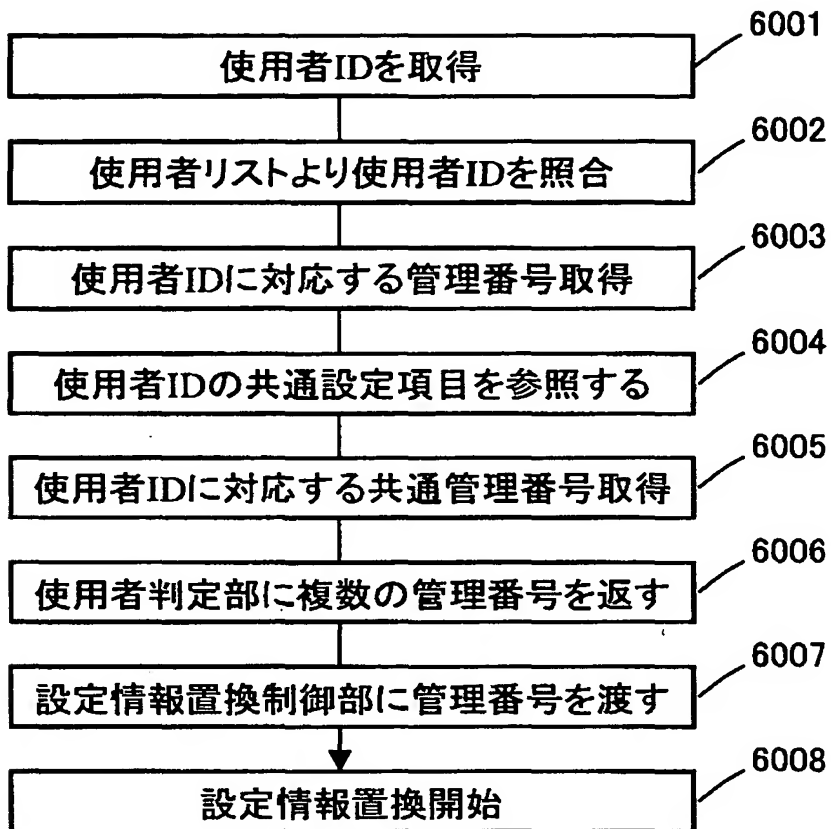 6001
使用者IDを取得
6002
使用者リストより使用者IDを照合
6003
使用者IDに対応する管理番号取得
6004
使用者IDの共通設定項目を参照する
6005
使用者IDに対応する共通管理番号取得
6006
使用者判定部に複数の管理番号を返す
6007
設定情報置換制御部に管理番号を渡す
6008
設定情報置換開始